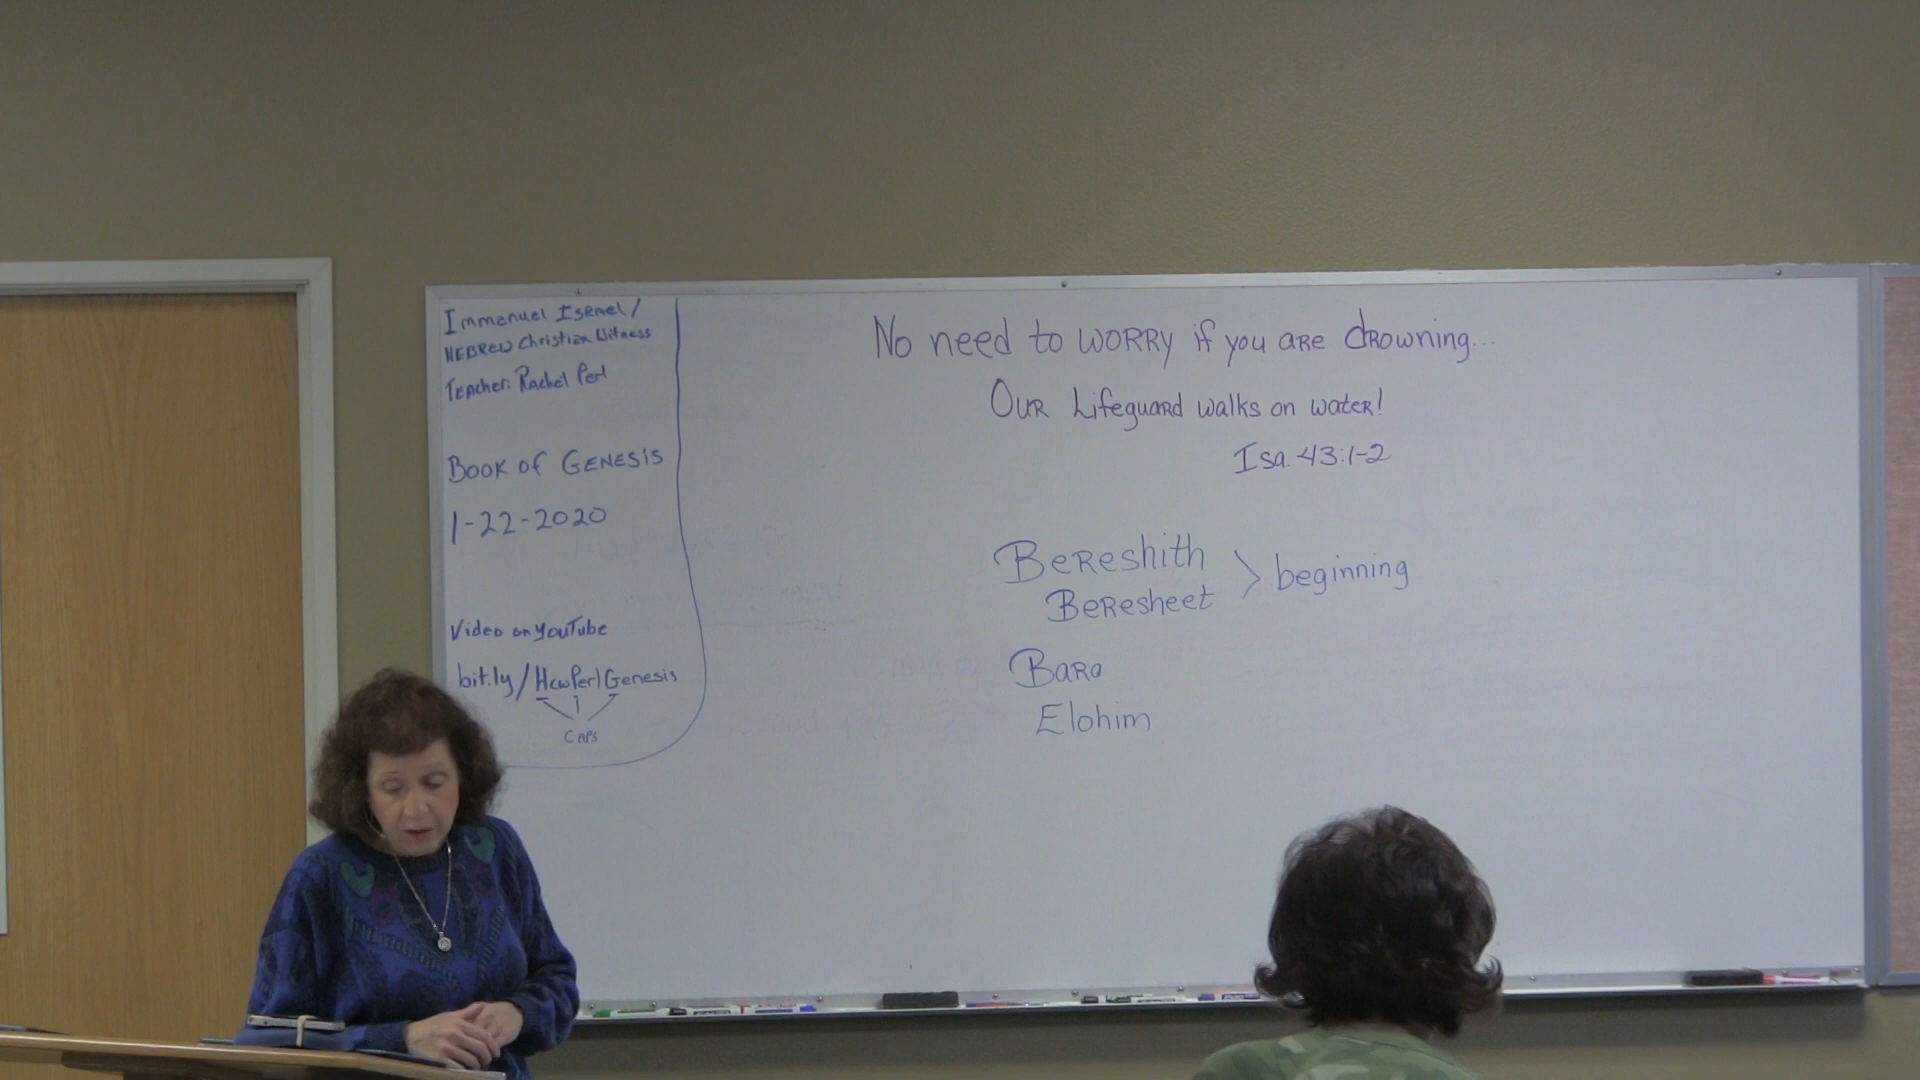 Immanuel Israel/
HEBREW Christian Witness
Teacher: Rachel Perl
BOOK of GENESIS
1-22-2020
Video on YouTube
bit.ly/HcwPerlGenesis
CAPS
No need to WORRY if you are drowning...
OUR Lifeguard walks on water!
Isa. 43:1-2
Bereshith
Beresheet > beginning
Bara
Elohim